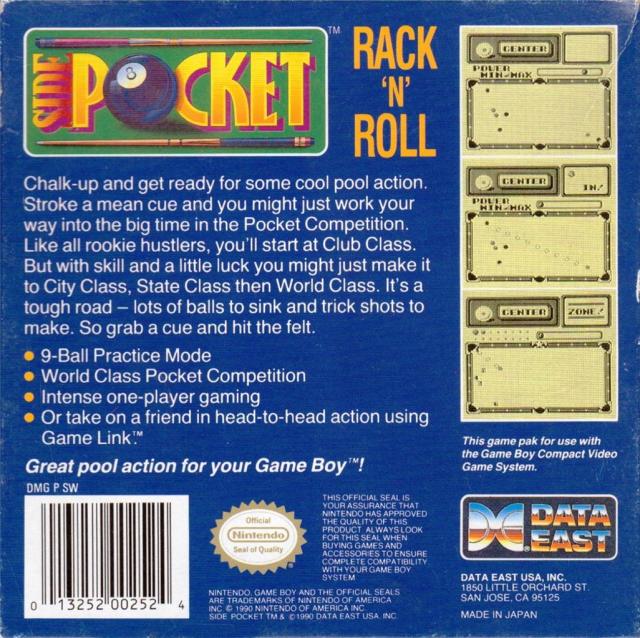 SIDE POCKET™
8
RACK
'N'
ROLL
Chalk-up and get ready for some cool pool action.
Stroke a mean cue and you might just work your
way into the big time in the Pocket Competition.
Like all rookie hustlers, you'll start at Club Class.
But with skill and a little luck you might just make it
to City Class, State Class then World Class. It's a
tough road – lots of balls to sink and trick shots to
make. So grab a cue and hit the felt.
• 9-Ball Practice Mode
• World Class Pocket Competition
• Intense one-player gaming
• Or take on a friend in head-to-head action using
Game Link.™
Great pool action for your Game Boy™!
CENTER
POWER
MIN-MAX
CENTER
IN!
POWER
MIN-MAX
CENTER
ZONE!
This game pak for use with
the Game Boy Compact Video
Game System.
DMG P SW
0 13252 00252 4
Official
Nintendo
Seal of Quality
THIS OFFICIAL SEAL IS
YOUR ASSURANCE THAT
NINTENDO HAS APPROVED
THE QUALITY OF THIS
PRODUCT. ALWAYS LOOK
FOR THIS SEAL WHEN
BUYING GAMES AND
ACCESSORIES TO ENSURE
COMPLETE COMPATIBILITY
WITH YOUR GAME BOY
SYSTEM
NINTENDO, GAME BOY AND THE OFFICIAL SEALS
ARE TRADEMARKS OF NINTENDO OF AMERICA
INC © 1990 NINTENDO OF AMERICA INC
SIDE POCKET TM & ©1990 DATA EAST USA, INC.
DATA
EAST®
DATA EAST USA, INC.
1850 LITTLE ORCHARD ST.
SAN JOSE, CA 95125
MADE IN JAPAN